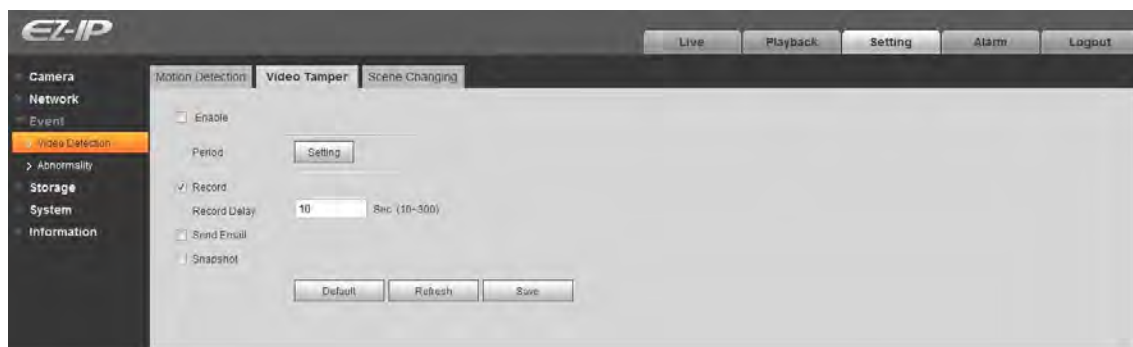 EZ-IP
Live Playback Setting Alarm Logout
Camera
Network
Event
Video Detection
> Abnormality
Storage
System
Information
Motion Detection Video Tamper Scene Changing
Enable
Period Setting
Record
Record Delay 10 Sec. (10~300)
Send Email
Snapshot
Default Refresh Save